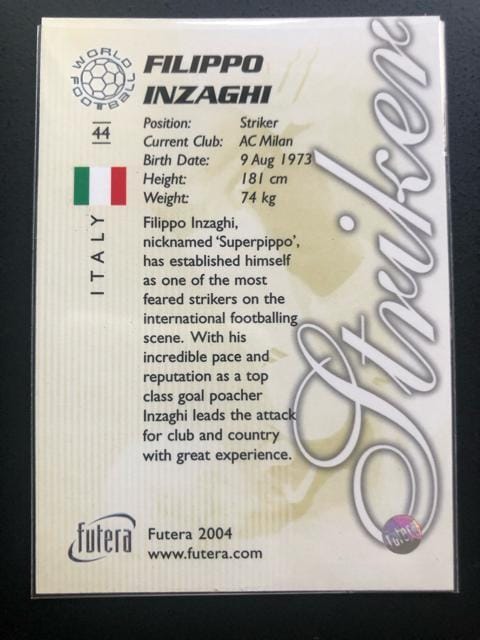 WORLD FOOTBALL
FILIPPO
INZAGHI
44
Position: Striker
Current Club: AC Milan
Birth Date: 9 Aug 1973
Height: 181 cm
Weight: 74 kg
ITALY
Filippo Inzaghi,
nicknamed ‘Superpippo’,
has established himself
as one of the most
feared strikers on the
international footballing
scene. With his
incredible pace and
reputation as a top
class goal poacher
Inzaghi leads the attack
for club and country
with great experience.
Striker
futera
Futera 2004
www.futera.com
futera